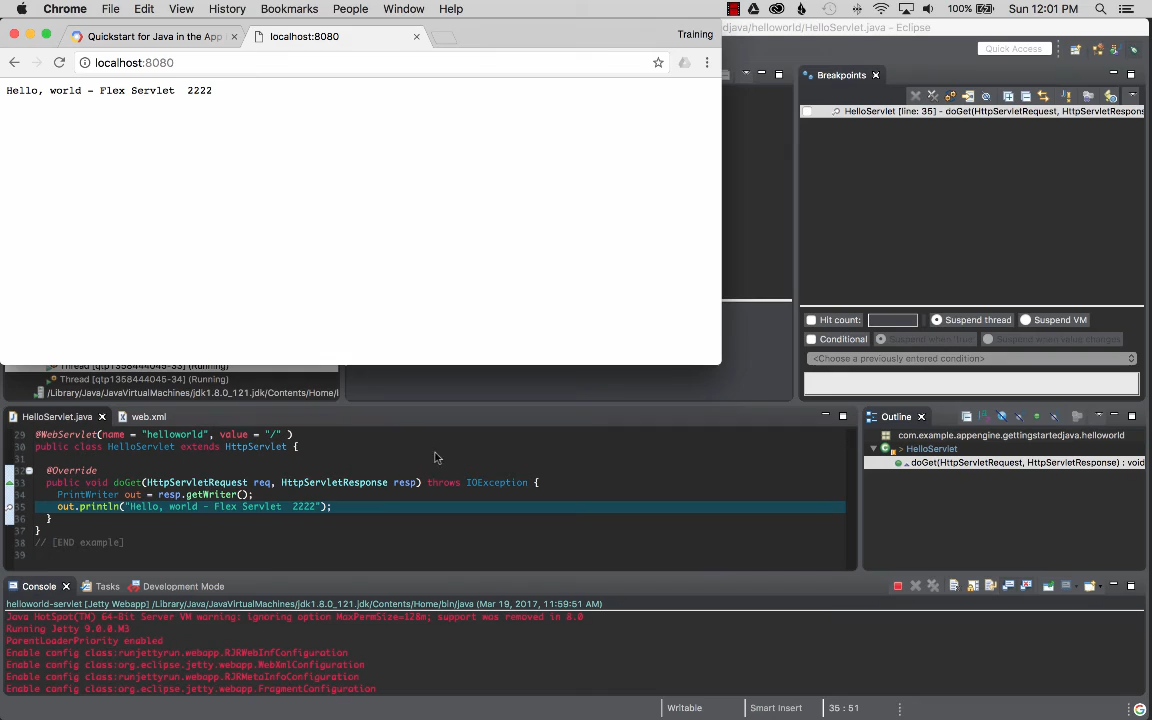 Chrome File Edit View History Bookmarks People Window Help 100% Sun 12:01 PM
Quickstart for Java in the App localhost:8080 Training
djava/helloworld/HelloServlet.java - Eclipse
localhost:8080
Quick Access
Hello, world - Flex Servlet  2222
Breakpoints
HelloServlet [line: 35] - doGet(HttpServletRequest, HttpServletRespons
Hit count: Suspend thread Suspend VM
Conditional Suspend when 'true' Suspend when value changes
<Choose a previously entered condition>
Thread [qtp1358444045-33] (Running)
Thread [qtp1358444045-34] (Running)
/Library/Java/JavaVirtualMachines/jdk1.8.0_121.jdk/Contents/Home/l
HelloServlet.java web.xml
29 @WebServlet(name = "helloworld", value = "/" )
30 public class HelloServlet extends HttpServlet {
31
32 @Override
33 public void doGet(HttpServletRequest req, HttpServletResponse resp) throws IOException {
34 PrintWriter out = resp.getWriter();
35 out.println("Hello, world - Flex Servlet  2222");
36 }
37 }
38 // [END example]
39
Outline
com.example.appengine.gettingstartedjava.helloworld
HelloServlet
doGet(HttpServletRequest, HttpServletResponse) : void
Console Tasks Development Mode
helloworld-servlet [Jetty Webapp] /Library/Java/JavaVirtualMachines/jdk1.8.0_121.jdk/Contents/Home/bin/java (Mar 19, 2017, 11:59:51 AM)
Java HotSpot(TM) 64-Bit Server VM warning: ignoring option MaxPermSize=128m; support was removed in 8.0
Running Jetty 9.0.0.M3
ParentLoaderPriority enabled
Enable config class:runjettyrun.webapp.RJRWebInfConfiguration
Enable config class:org.eclipse.jetty.webapp.WebXmlConfiguration
Enable config class:runjettyrun.webapp.RJRMetaInfoConfiguration
Enable config class:org.eclipse.jetty.webapp.FragmentConfiguration
Writable Smart Insert 35 : 51